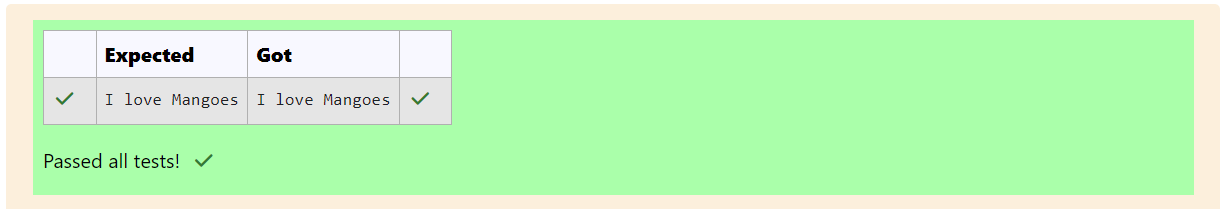 Expected Got
I love Mangoes I love Mangoes
Passed all tests!